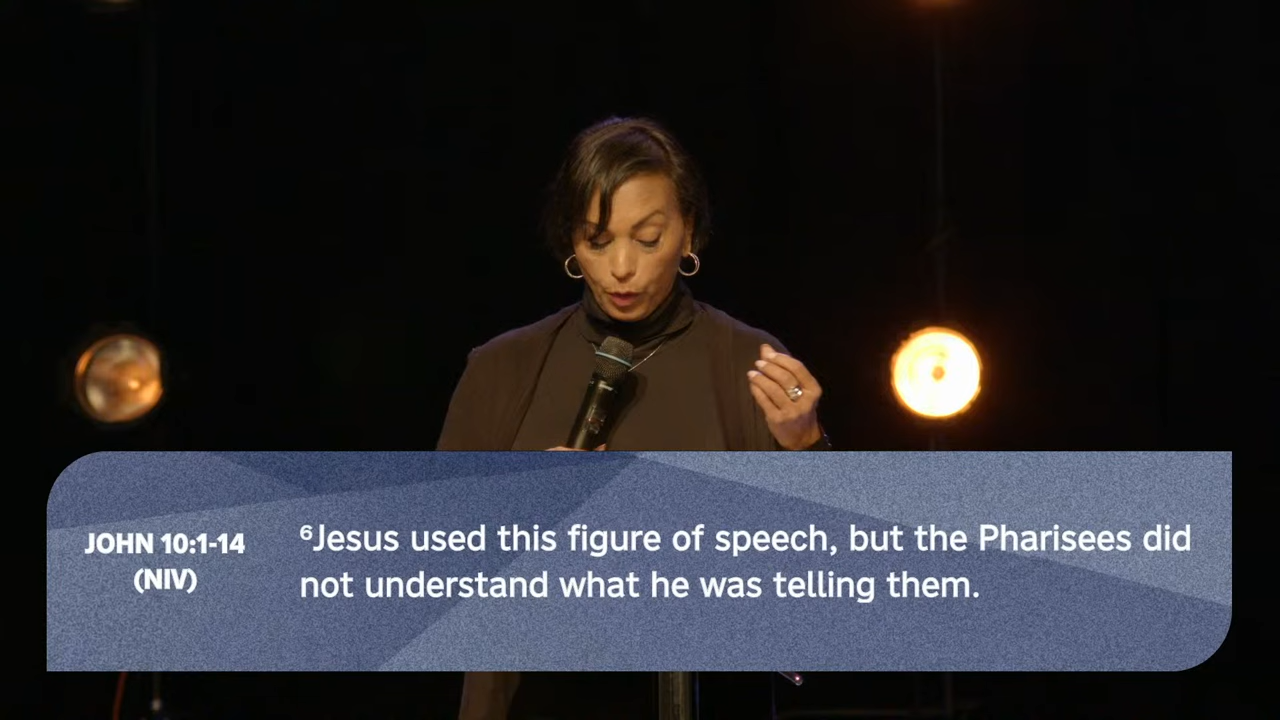 JOHN 10:1-14
(NIV)
⁶Jesus used this figure of speech, but the Pharisees did
not understand what he was telling them.